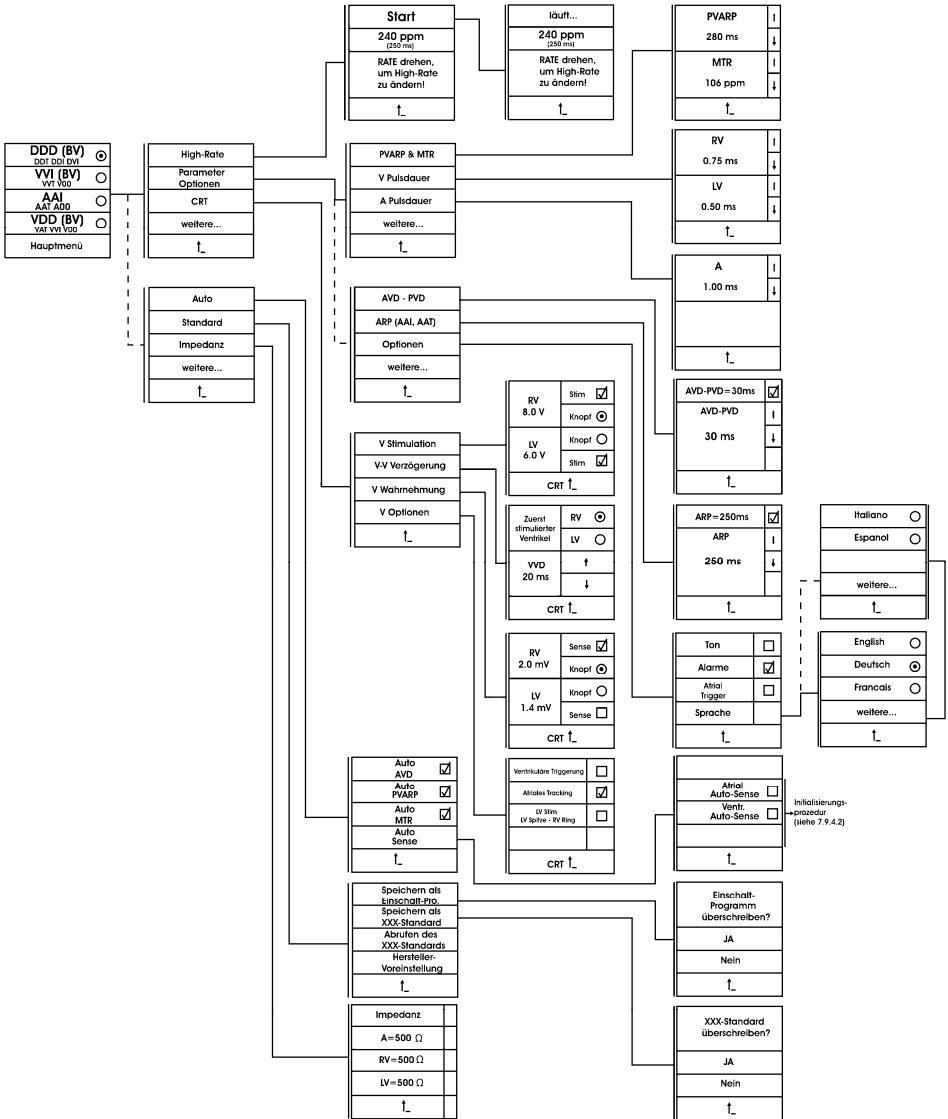 DDD (BV)
DDT DDI DVI
VVI (BV)
VVT V00
AAI
AAT A00
VDD (BV)
VAT VVI V00
Hauptmenü
High-Rate
Parameter
Optionen
CRT
weitere...
↑_
Auto
Standard
Impedanz
weitere...
↑_
Start
240 ppm
(250 ms)
RATE drehen,
um High-Rate
zu ändern!
↑_
läuft...
240 ppm
(250 ms)
RATE drehen,
um High-Rate
zu ändern!
↑_
PVARP & MTR
V Pulsdauer
A Pulsdauer
weitere...
↑_
AVD - PVD
ARP (AAI, AAT)
Optionen
weitere...
↑_
V Stimulation
V-V Verzögerung
V Wahrnehmung
V Optionen
↑_
Auto
AVD
Auto
PVARP
Auto
MTR
Auto
Sense
↑_
Speichern als
Einschalt-Pro.
Speichern als
XXX-Standard
Abrufen des
XXX-Standards
Hersteller-
Voreinstellung
↑_
Impedanz
A=500 Ω
RV=500 Ω
LV=500 Ω
↑_
RV
8.0 V
Stim
Knopf
LV
6.0 V
Knopf
Stim
CRT ↑_
Zuerst
stimulierter
Ventrikel
RV
LV
VVD
20 ms
↑
↓
CRT ↑_
RV
2.0 mV
Sense
Knopf
LV
1.4 mV
Knopf
Sense
CRT ↑_
Ventrikuläre Triggerung
Atriales Tracking
LV Stim
LV Spitze - RV Ring
CRT ↑_
PVARP
280 ms
↑
↓
MTR
106 ppm
↑
↓
↑_
RV
0.75 ms
↑
↓
LV
0.50 ms
↑
↓
↑_
A
1.00 ms
↑
↓
↑_
AVD-PVD=30ms
AVD-PVD
30 ms
↑
↓
↑_
ARP=250ms
ARP
250 ms
↑
↓
↑_
Ton
Alarme
Atrial
Trigger
Sprache
↑_
Italiano
Espanol
weitere...
↑_
English
Deutsch
Francais
weitere...
↑_
Atrial
Auto-Sense
Ventr.
Auto-Sense
↑_
Initialisierungs-
prozedur
(siehe 7.9.4.2)
Einschalt-
Programm
überschreiben?
JA
Nein
↑_
XXX-Standard
überschreiben?
JA
Nein
↑_